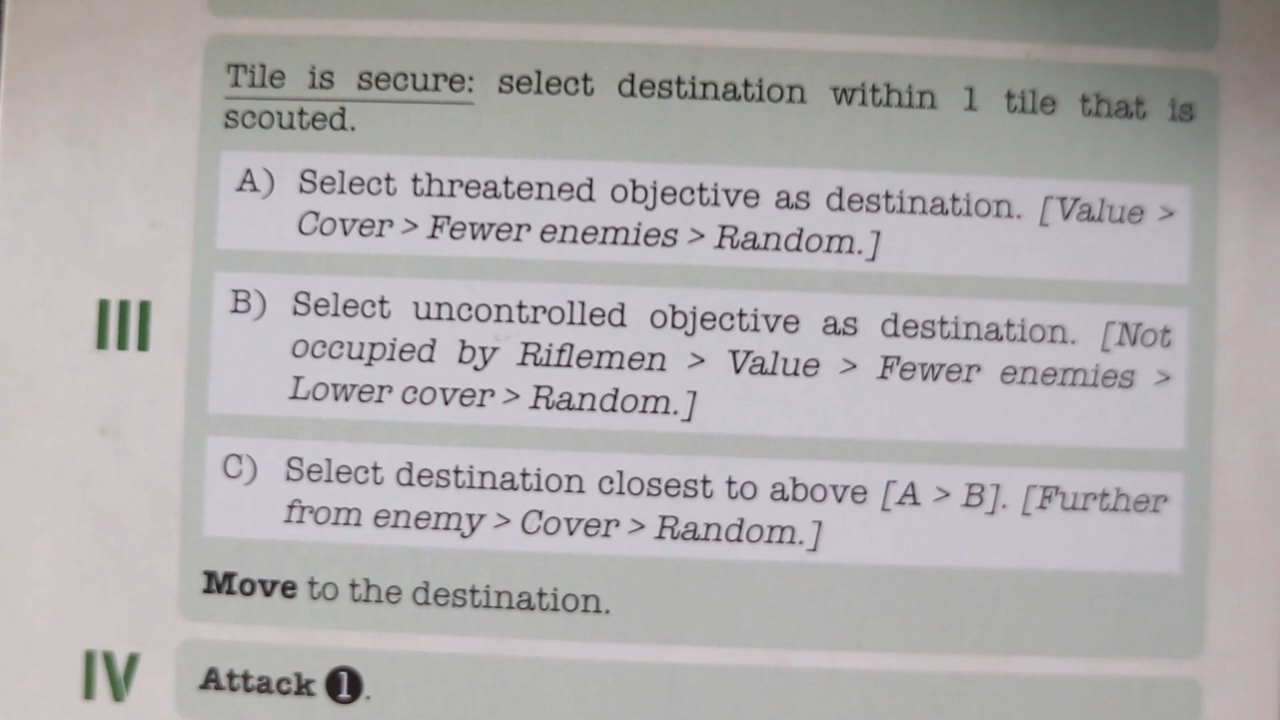 Tile is secure: select destination within 1 tile that is
scouted.
A) Select threatened objective as destination. [Value >
Cover > Fewer enemies > Random.]
III
B) Select uncontrolled objective as destination. [Not
occupied by Riflemen > Value > Fewer enemies >
Lower cover > Random.]
C) Select destination closest to above [A > B]. [Further
from enemy > Cover > Random.]
Move to the destination.
IV Attack 1.